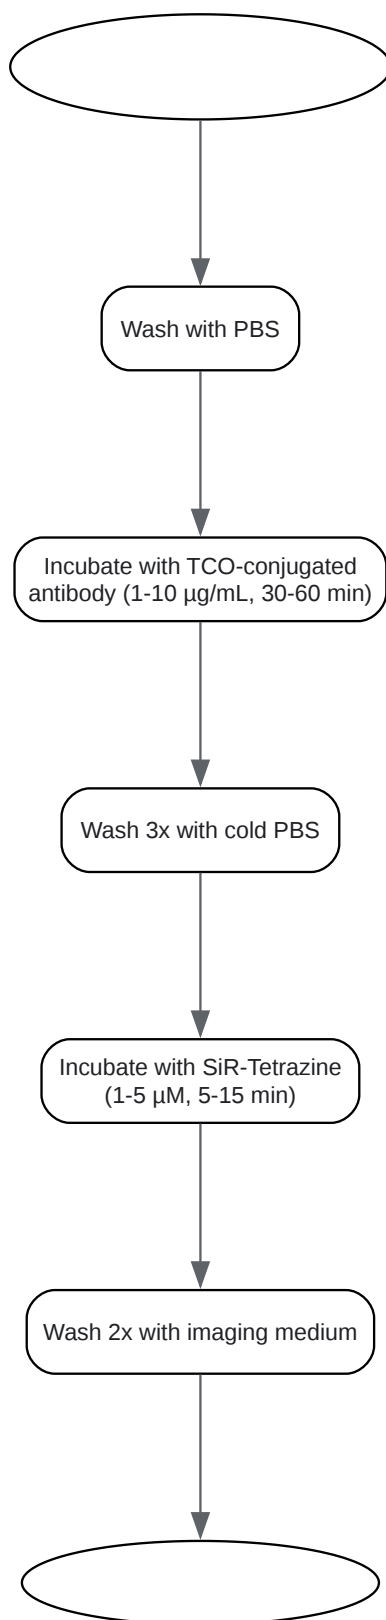 Wash with PBS
Incubate with TCO-conjugated
antibody (1-10 µg/mL, 30-60 min)
Wash 3x with cold PBS
Incubate with SiR-Tetrazine
(1-5 µM, 5-15 min)
Wash 2x with imaging medium